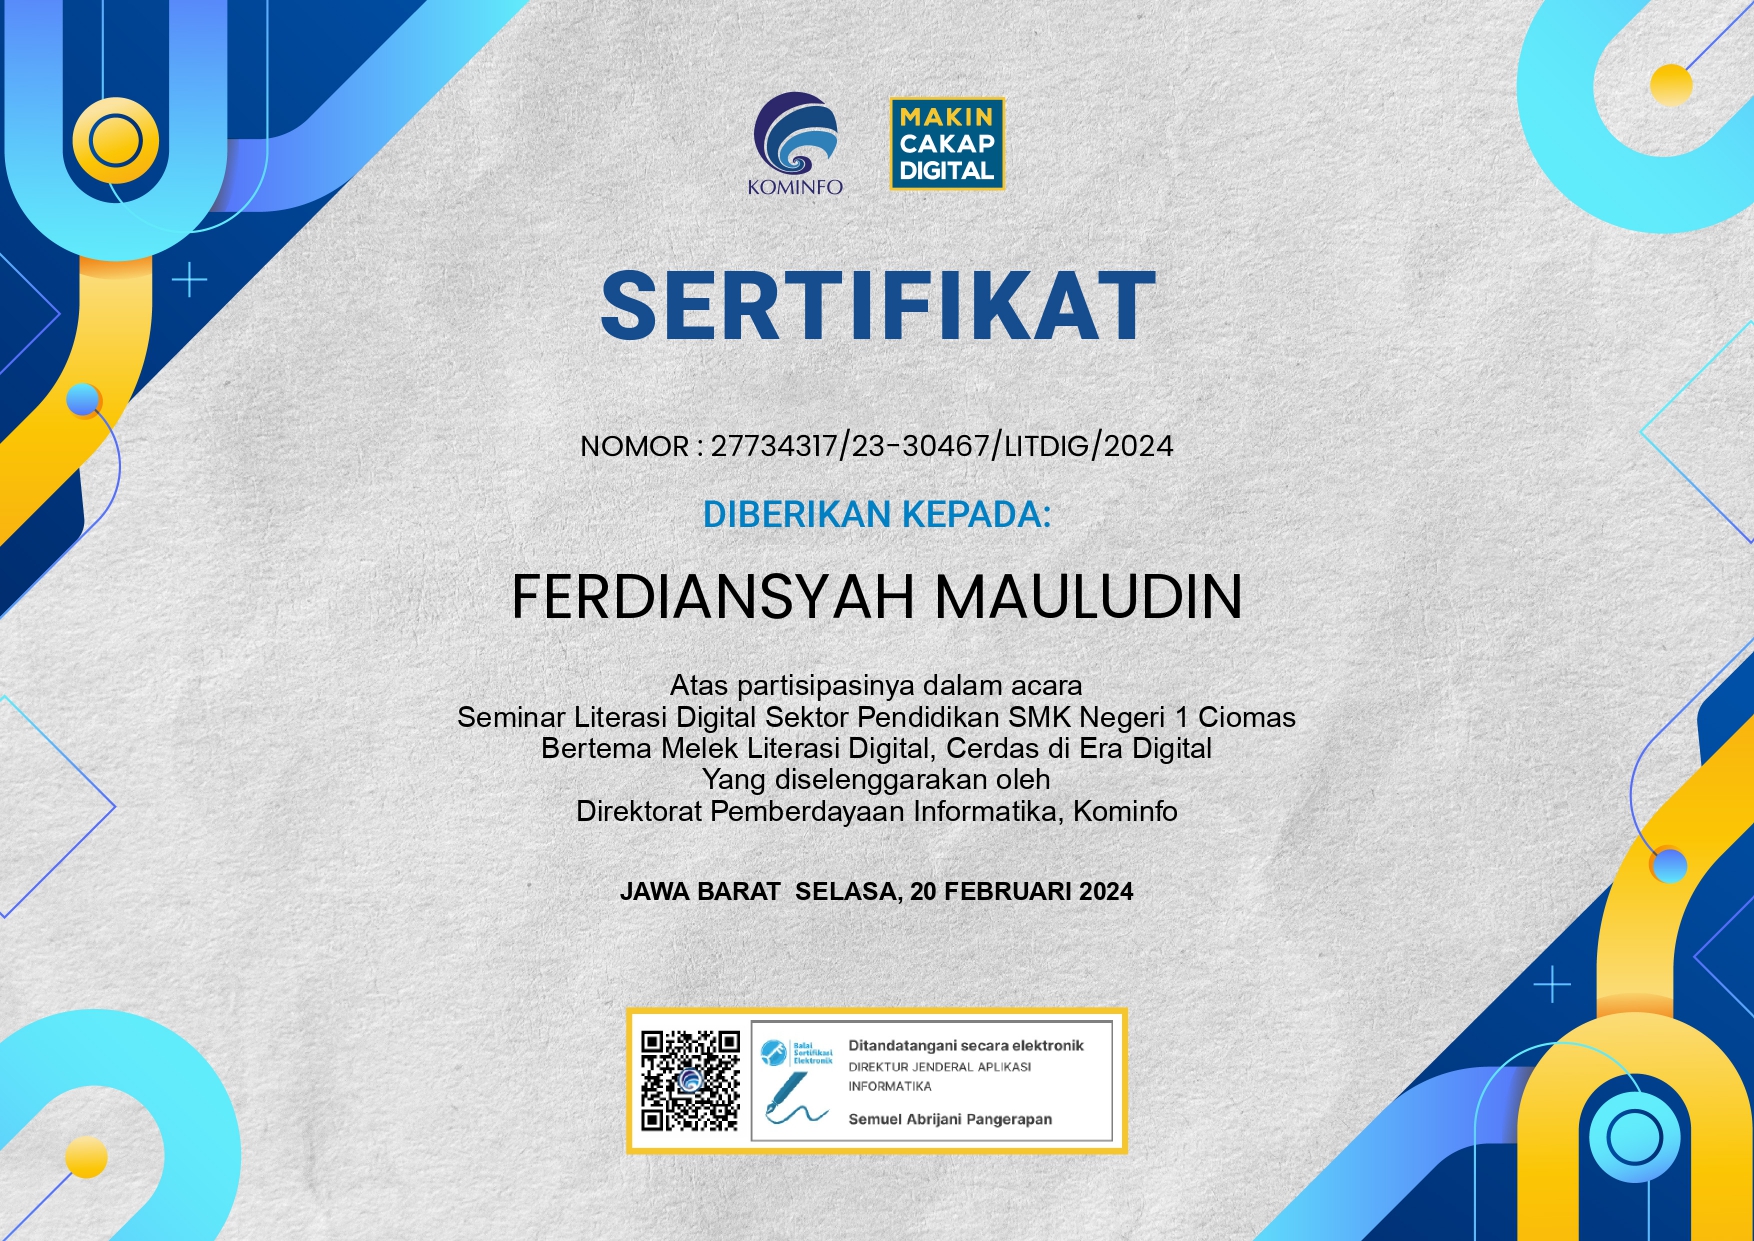 KOMINFO
MAKIN
CAKAP
DIGITAL
SERTIFIKAT
NOMOR : 27734317/23-30467/LITDIG/2024
DIBERIKAN KEPADA:
FERDIANSYAH MAULUDIN
Atas partisipasinya dalam acara
Seminar Literasi Digital Sektor Pendidikan SMK Negeri 1 Ciomas
Bertema Melek Literasi Digital, Cerdas di Era Digital
Yang diselenggarakan oleh
Direktorat Pemberdayaan Informatika, Kominfo
JAWA BARAT  SELASA, 20 FEBRUARI 2024
Balai
Sertifikasi
Elektronik
Ditandatangani secara elektronik
DIREKTUR JENDERAL APLIKASI
INFORMATIKA
Semuel Abrijani Pangerapan